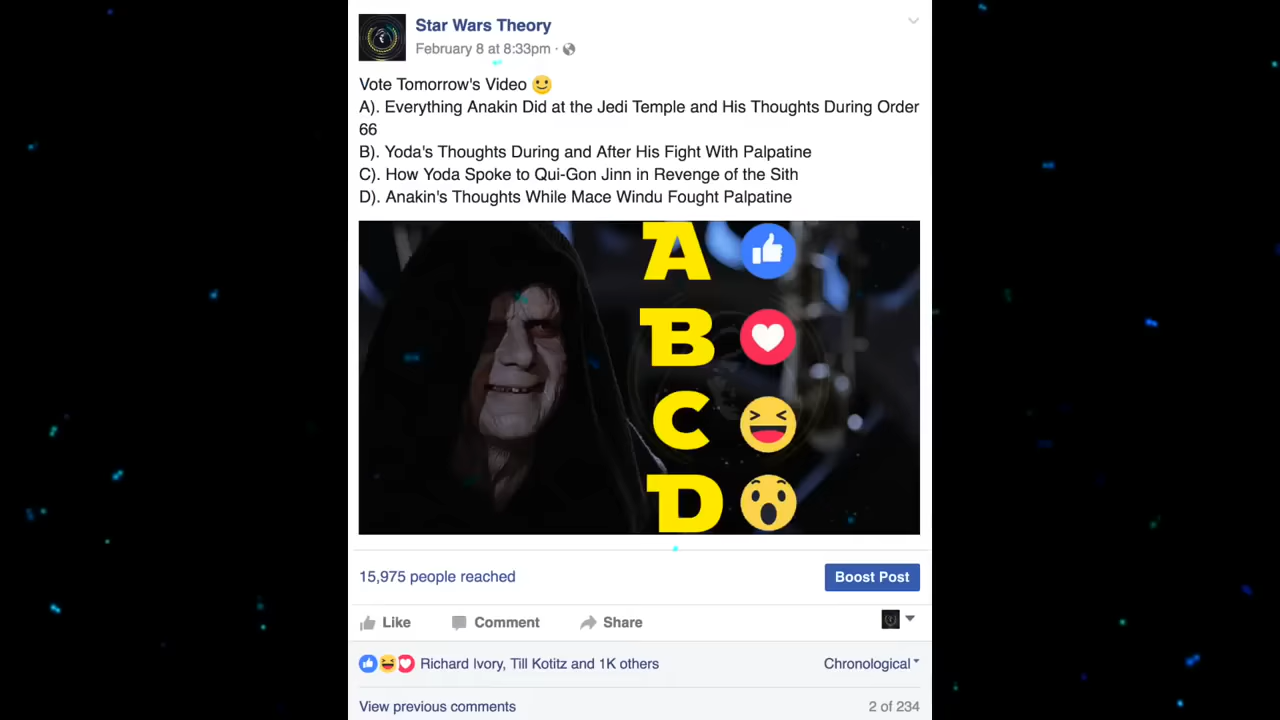 Star Wars Theory
February 8 at 8:33pm ·
Vote Tomorrow's Video
A). Everything Anakin Did at the Jedi Temple and His Thoughts During Order
66
B). Yoda's Thoughts During and After His Fight With Palpatine
C). How Yoda Spoke to Qui-Gon Jinn in Revenge of the Sith
D). Anakin's Thoughts While Mace Windu Fought Palpatine
A
B
C
D
15,975 people reached
Boost Post
Like Comment Share
Richard Ivory, Till Kotitz and 1K others
Chronological
View previous comments
2 of 234